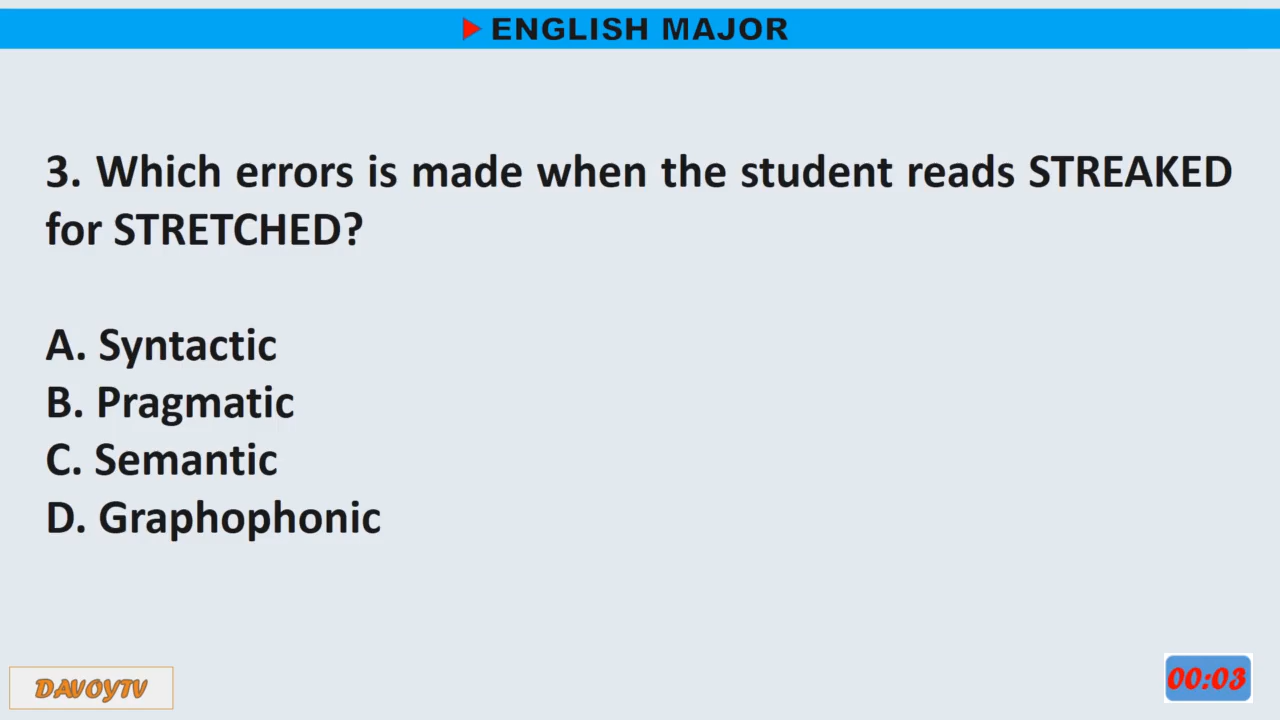 ENGLISH MAJOR
3. Which errors is made when the student reads STREAKED
for STRETCHED?
A. Syntactic
B. Pragmatic
C. Semantic
D. Graphophonic
DAVOYTV
00:03